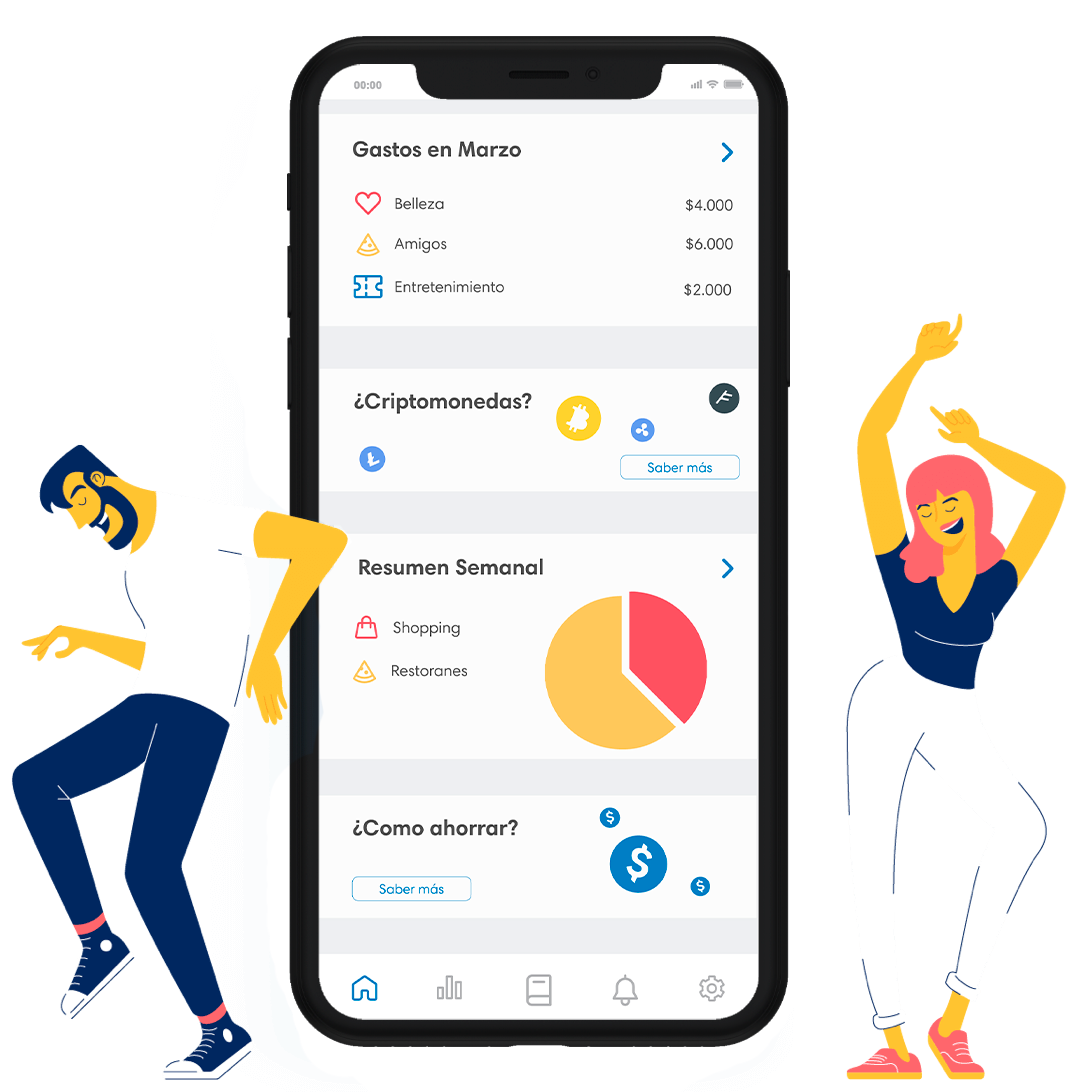 00:00
Gastos en Marzo
Belleza $4.000
Amigos $6.000
Entretenimiento $2.000
¿Criptomonedas?
Saber más
Resumen Semanal
Shopping
Restoranes
¿Como ahorrar?
$
$
$
Saber más